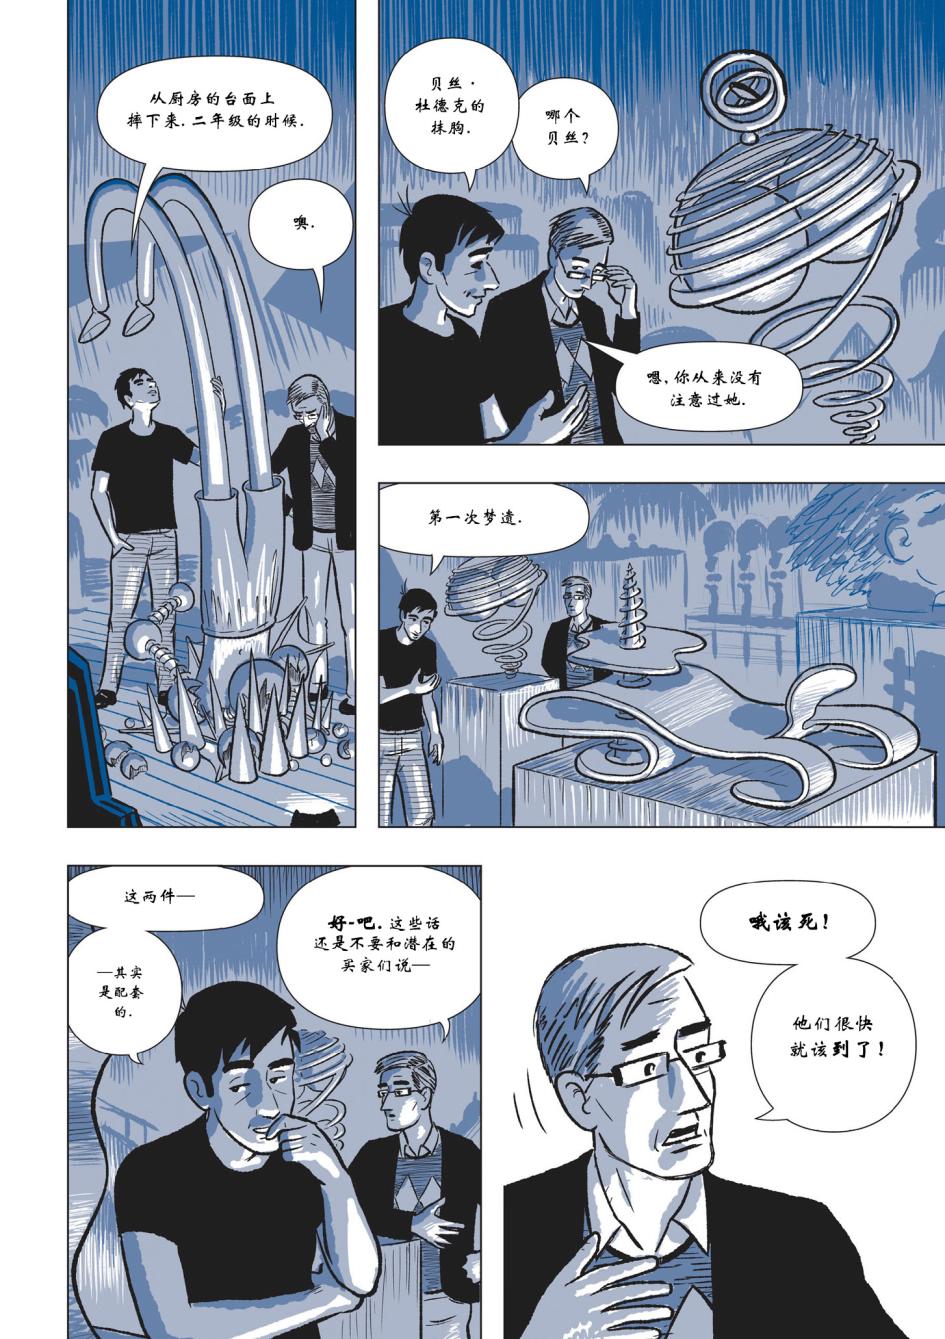 从厨房的台面上
摔下来.二年级的时候.
噢.
贝丝·
杜德克的
抹胸.
哪个
贝丝?
嗯,你从来没有
注意过她.
第一次梦遗.
这两件—
—其实
是配套
的.
好-吧.这些话
还是不要和潜在的
买家们说—
哦该死!
他们很快
就该到了!